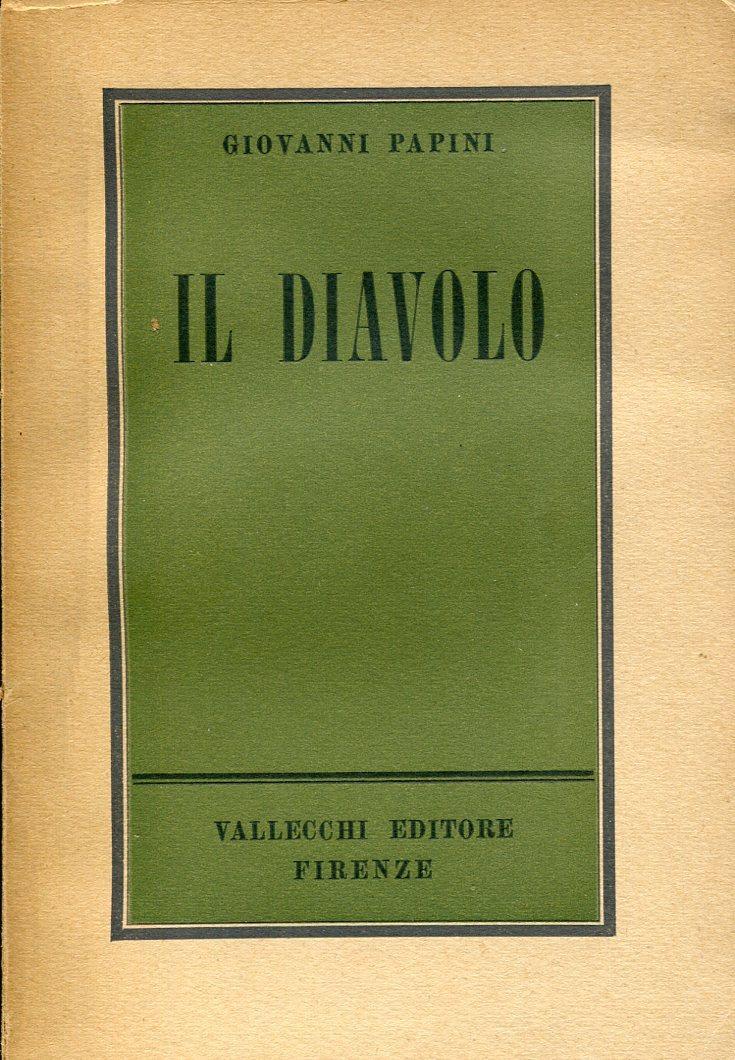 GIOVANNI PAPINI
IL DIAVOLO
VALLECCHI EDITORE
FIRENZE